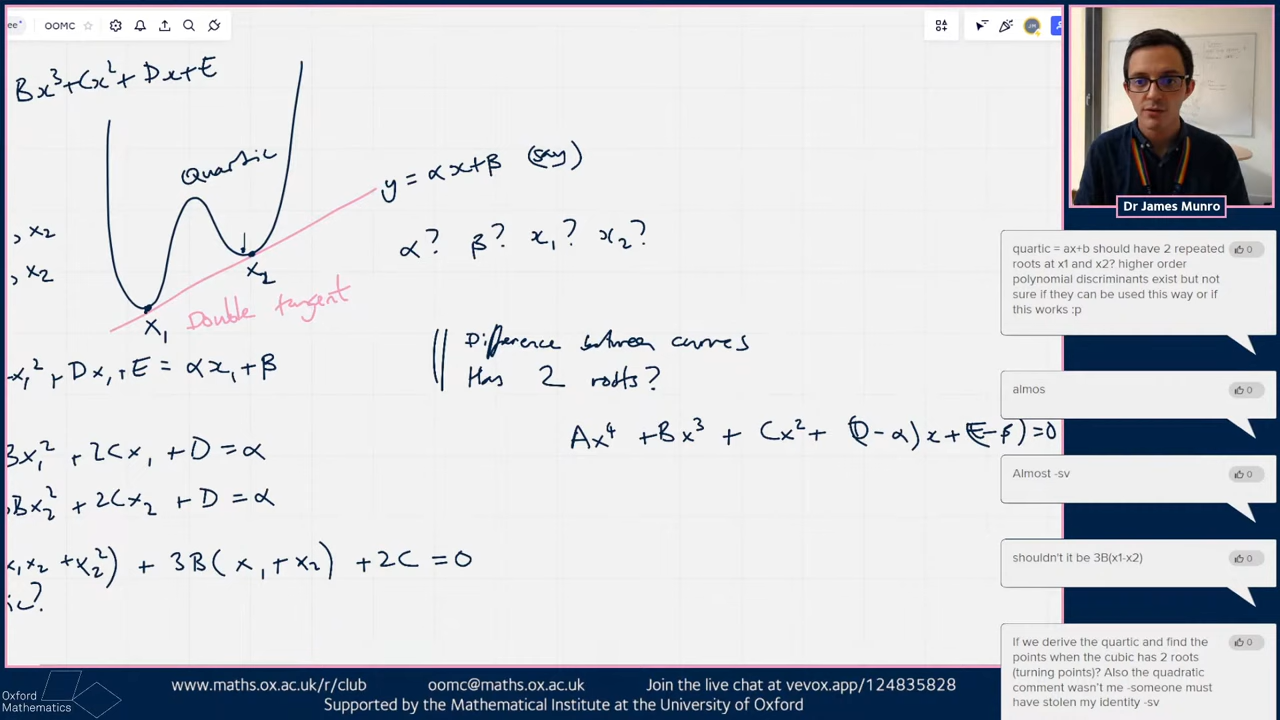 ee
OOMC
Bx³+Cx²+Dx+E
Quartic
y = αx+β (say)
, x₂
, x₂
α? β? x₁? x₂?
x₂
x₁
Double tangent
Difference between curves
Has 2 roots?
x₁² + Dx₁ + E = αx₁ + β
Ax⁴ +Bx³ + Cx² + (D-α)x+(E-β)=0
Bx₁² + 2Cx₁ + D = α
Bx₂² + 2Cx₂ + D = α
x₁x₂ +x₂²) + 3B(x₁+x₂) +2C = 0
ic?
Dr James Munro
quartic = ax+b should have 2 repeated
roots at x1 and x2? higher order
polynomial discriminants exist but not
sure if they can be used this way or if
this works :p
0
almos
0
Almost -sv
0
shouldn't it be 3B(x1-x2)
0
If we derive the quartic and find the
points when the cubic has 2 roots
(turning points)? Also the quadratic
comment wasn't me -someone must
have stolen my identity -sv
0
Oxford
Mathematics
www.maths.ox.ac.uk/r/club oomc@maths.ox.ac.uk Join the live chat at vevox.app/124835828
Supported by the Mathematical Institute at the University of Oxford